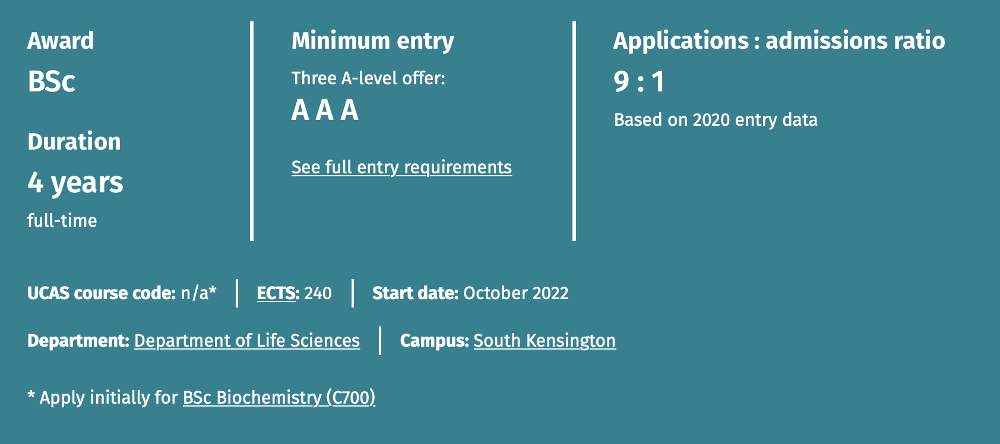 Award
BSc
Duration
4 years
full-time
Minimum entry
Three A-level offer:
A A A
See full entry requirements
Applications : admissions ratio
9 : 1
Based on 2020 entry data
UCAS course code: n/a* | ECTS: 240 | Start date: October 2022
Department: Department of Life Sciences | Campus: South Kensington
* Apply initially for BSc Biochemistry (C700)